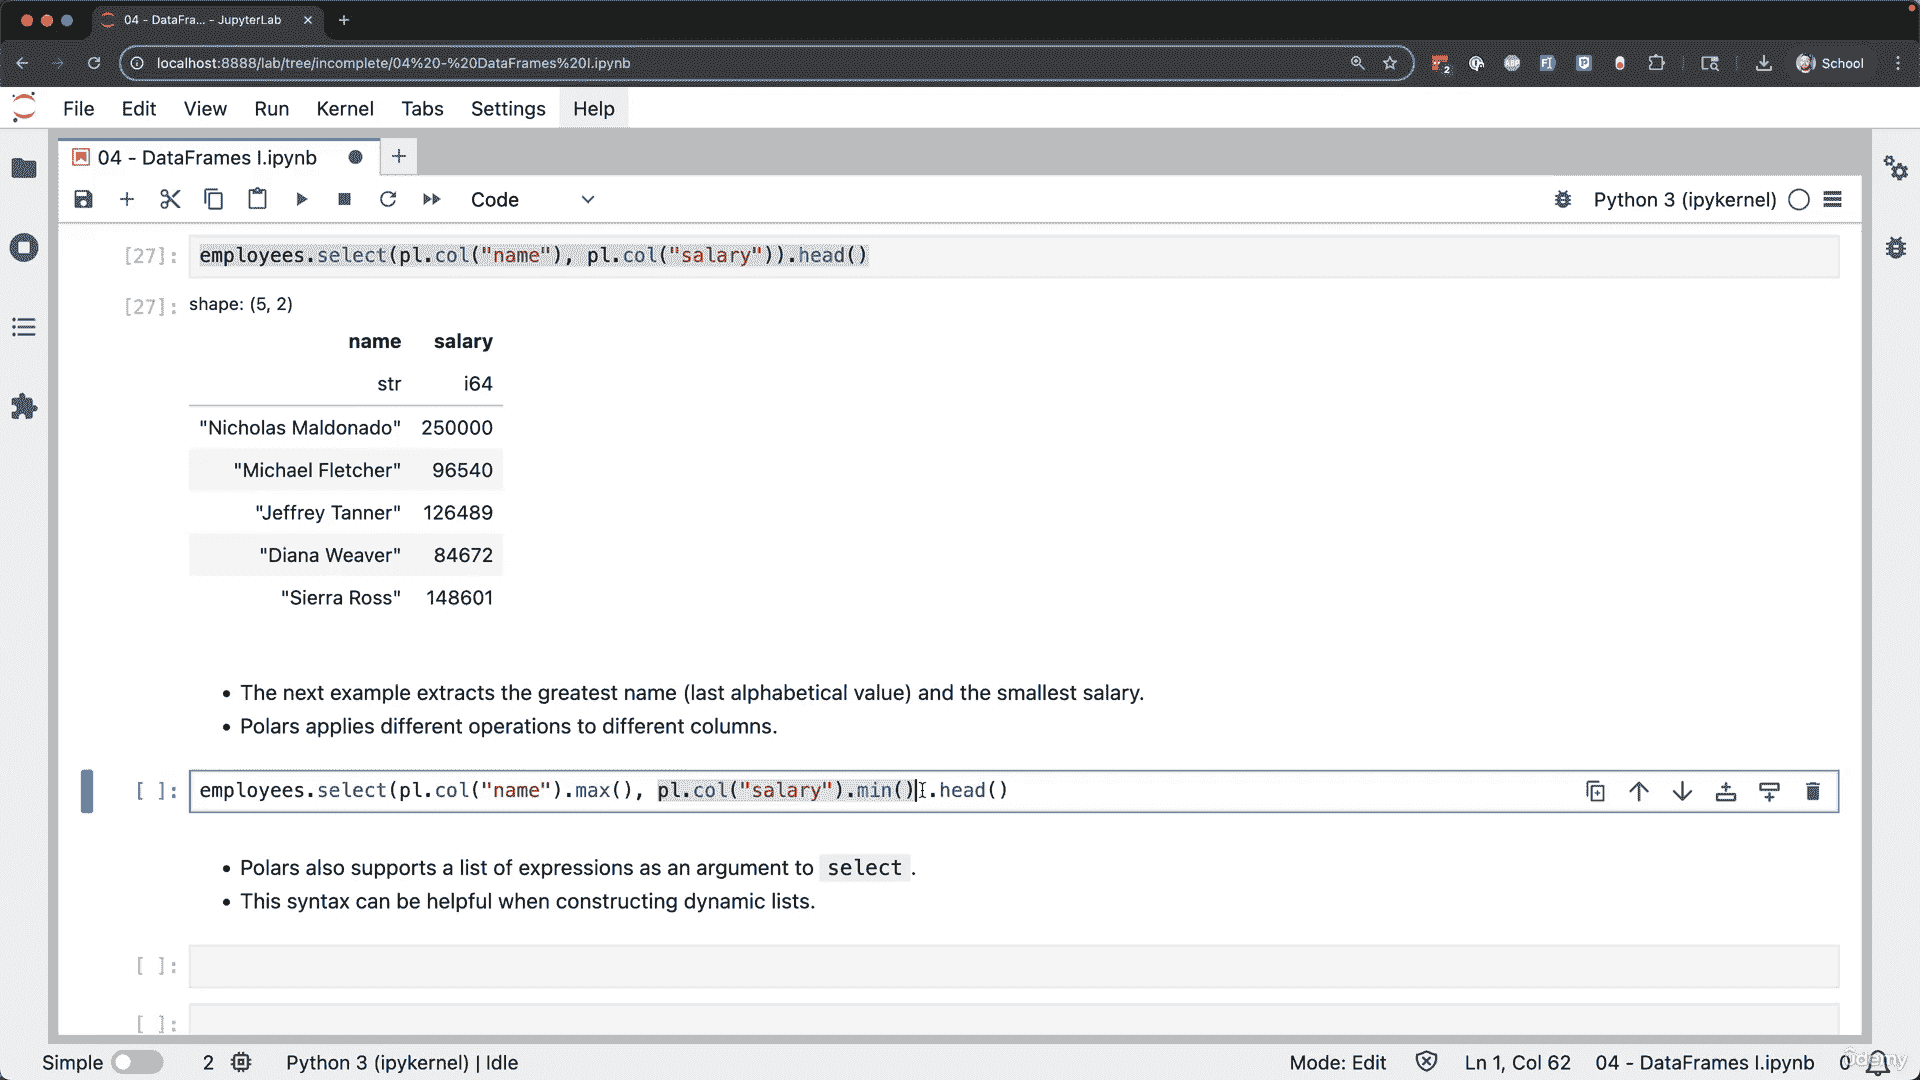 04 - DataFra... - JupyterLab
localhost:8888/lab/tree/incomplete/04%20-%20DataFrames%20I.ipynb
2
ABP
School
File Edit View Run Kernel Tabs Settings Help
04 - DataFrames I.ipynb
Code
Python 3 (ipykernel)
[27]: employees.select(pl.col("name"), pl.col("salary")).head()
[27]: shape: (5, 2)
name salary
str i64
"Nicholas Maldonado" 250000
"Michael Fletcher" 96540
"Jeffrey Tanner" 126489
"Diana Weaver" 84672
"Sierra Ross" 148601
• The next example extracts the greatest name (last alphabetical value) and the smallest salary.
• Polars applies different operations to different columns.
[ ]: employees.select(pl.col("name").max(), pl.col("salary").min()).head()
• Polars also supports a list of expressions as an argument to select.
• This syntax can be helpful when constructing dynamic lists.
[ ]:
[ ]:
Simple 2 Python 3 (ipykernel) | Idle Mode: Edit Ln 1, Col 62 04 - DataFrames I.ipynb 0
udemy